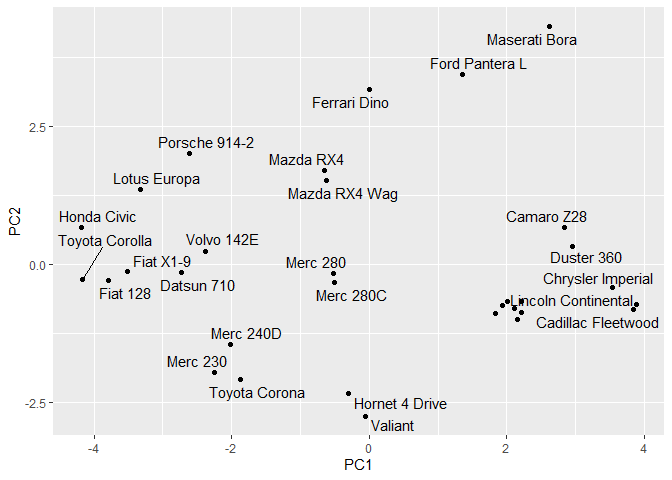 Maserati Bora
Ford Pantera L
Ferrari Dino
2.5
Porsche 914-2
Mazda RX4
Lotus Europa
Mazda RX4 Wag
Honda Civic
Camaro Z28
PC2
Toyota Corolla
Volvo 142E
Duster 360
0.0
Fiat X1-9
Merc 280
Chrysler Imperial
Datsun 710
Fiat 128
Merc 280C
Lincoln Continental
Cadillac Fleetwood
Merc 240D
Merc 230
Toyota Corona
-2.5
Hornet 4 Drive
Valiant
-4
-2
0
2
4
PC1